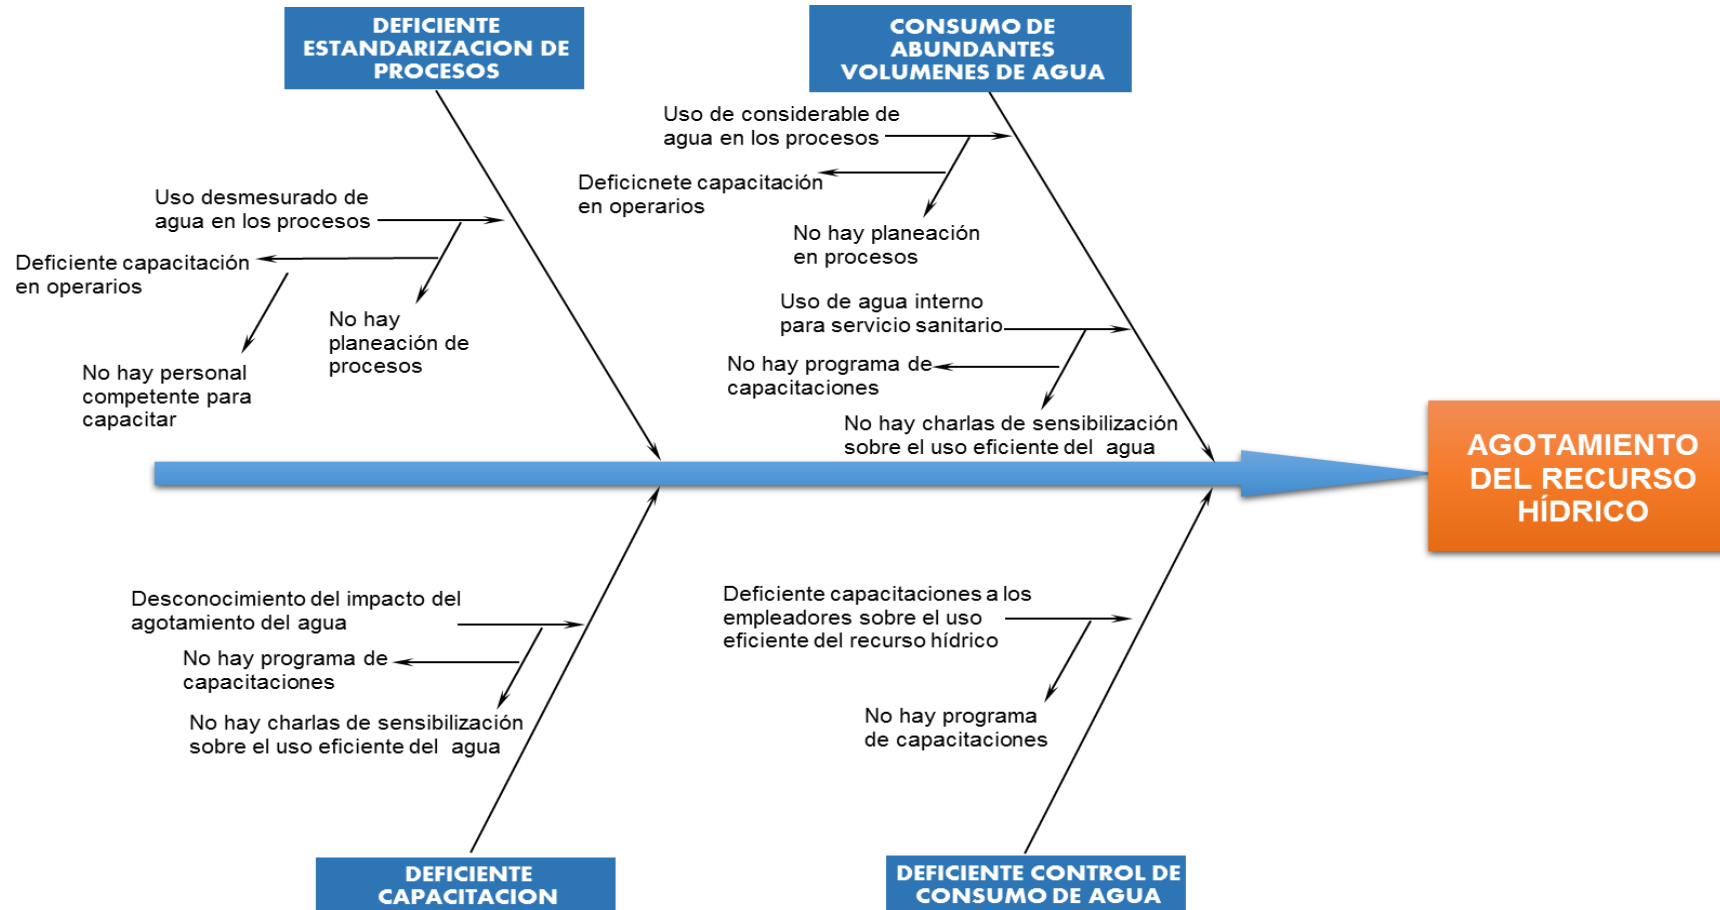 DEFICIENTE
ESTANDARIZACION DE
PROCESOS
CONSUMO DE
ABUNDANTES
VOLUMENES DE AGUA
Uso desmesurado de
agua en los procesos
Deficiente capacitación
en operarios
No hay personal
competente para
capacitar
No hay
planeación de
procesos
Uso de considerable de
agua en los procesos
Deficicnete capacitación
en operarios
No hay planeación
en procesos
Uso de agua interno
para servicio sanitario
No hay programa de
capacitaciones
No hay charlas de sensibilización
sobre el uso eficiente del agua
AGOTAMIENTO
DEL RECURSO
HÍDRICO
Desconocimiento del impacto del
agotamiento del agua
No hay programa de
capacitaciones
No hay charlas de sensibilización
sobre el uso eficiente del agua
Deficiente capacitaciones a los
empleadores sobre el uso
eficiente del recurso hídrico
No hay programa
de capacitaciones
DEFICIENTE
CAPACITACION
DEFICIENTE CONTROL DE
CONSUMO DE AGUA